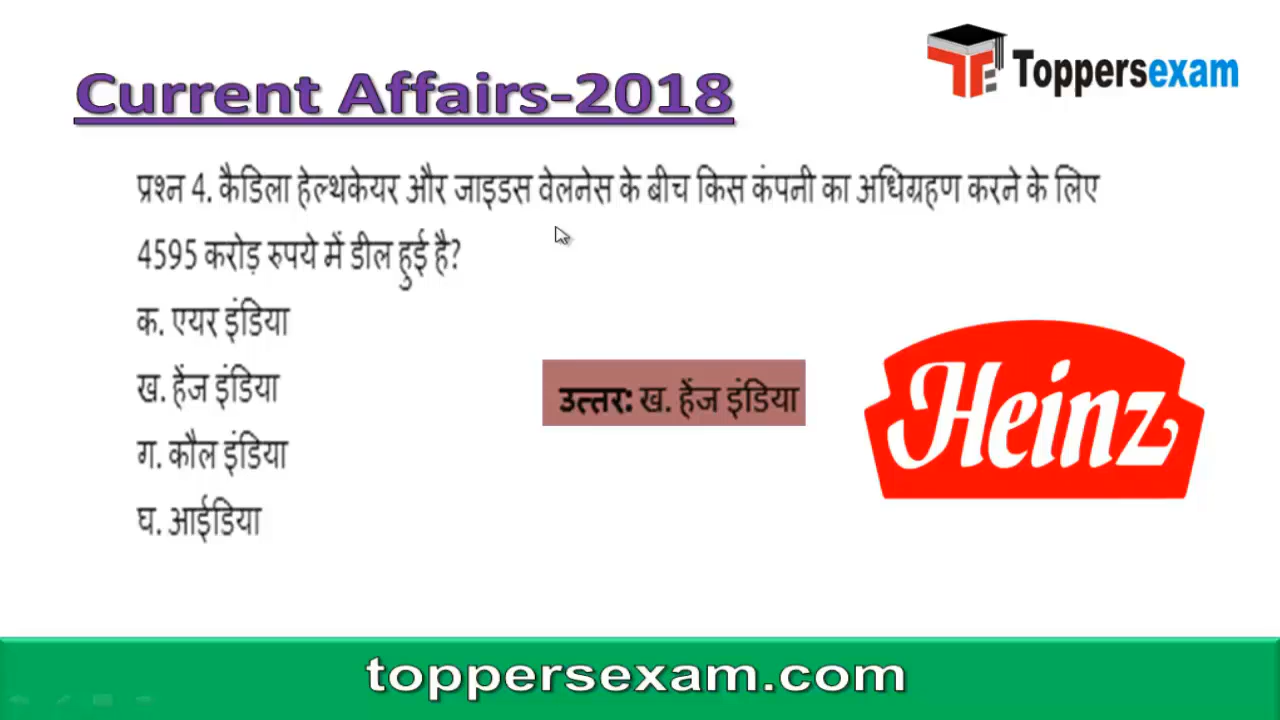 Toppersexam
Current Affairs-2018
प्रश्न 4. कैडिला हेल्थकेयर और जाइडस वेलनेस के बीच किस कंपनी का अधिग्रहण करने के लिए
4595 करोड़ रुपये में डील हुई है?
क. एयर इंडिया
ख. हेंज इंडिया
ग. कौल इंडिया
घ. आईडिया
उत्तर: ख. हेंज इंडिया
Heinz
toppersexam.com